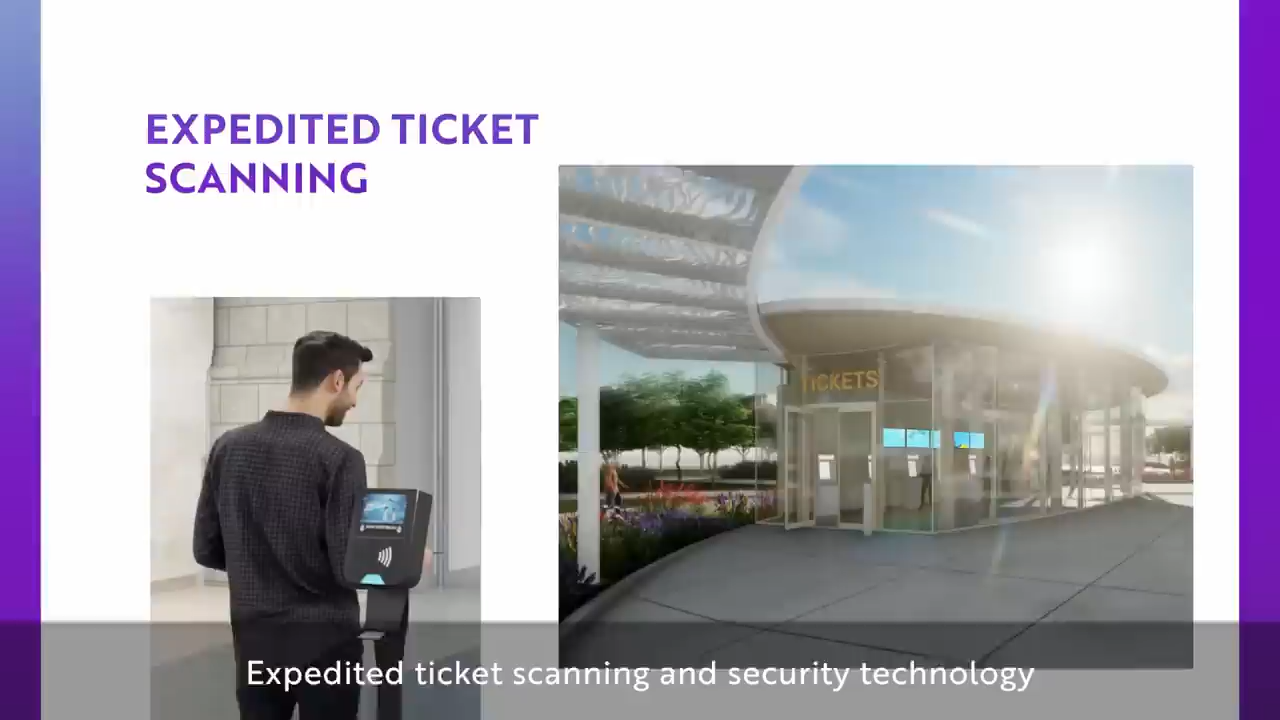 EXPEDITED TICKET
SCANNING
TICKETS
Expedited ticket scanning and security technology